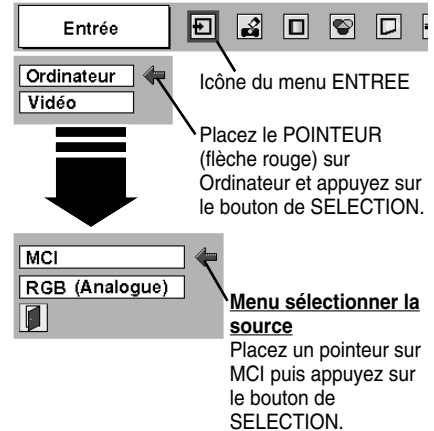 Entrée
Icône du menu ENTREE
Ordinateur
Vidéo
Placez le POINTEUR
(flèche rouge) sur
Ordinateur et appuyez sur
le bouton de SELECTION.
MCI
RGB (Analogue)
Menu sélectionner la
source
Placez un pointeur sur
MCI puis appuyez sur
le bouton de
SELECTION.